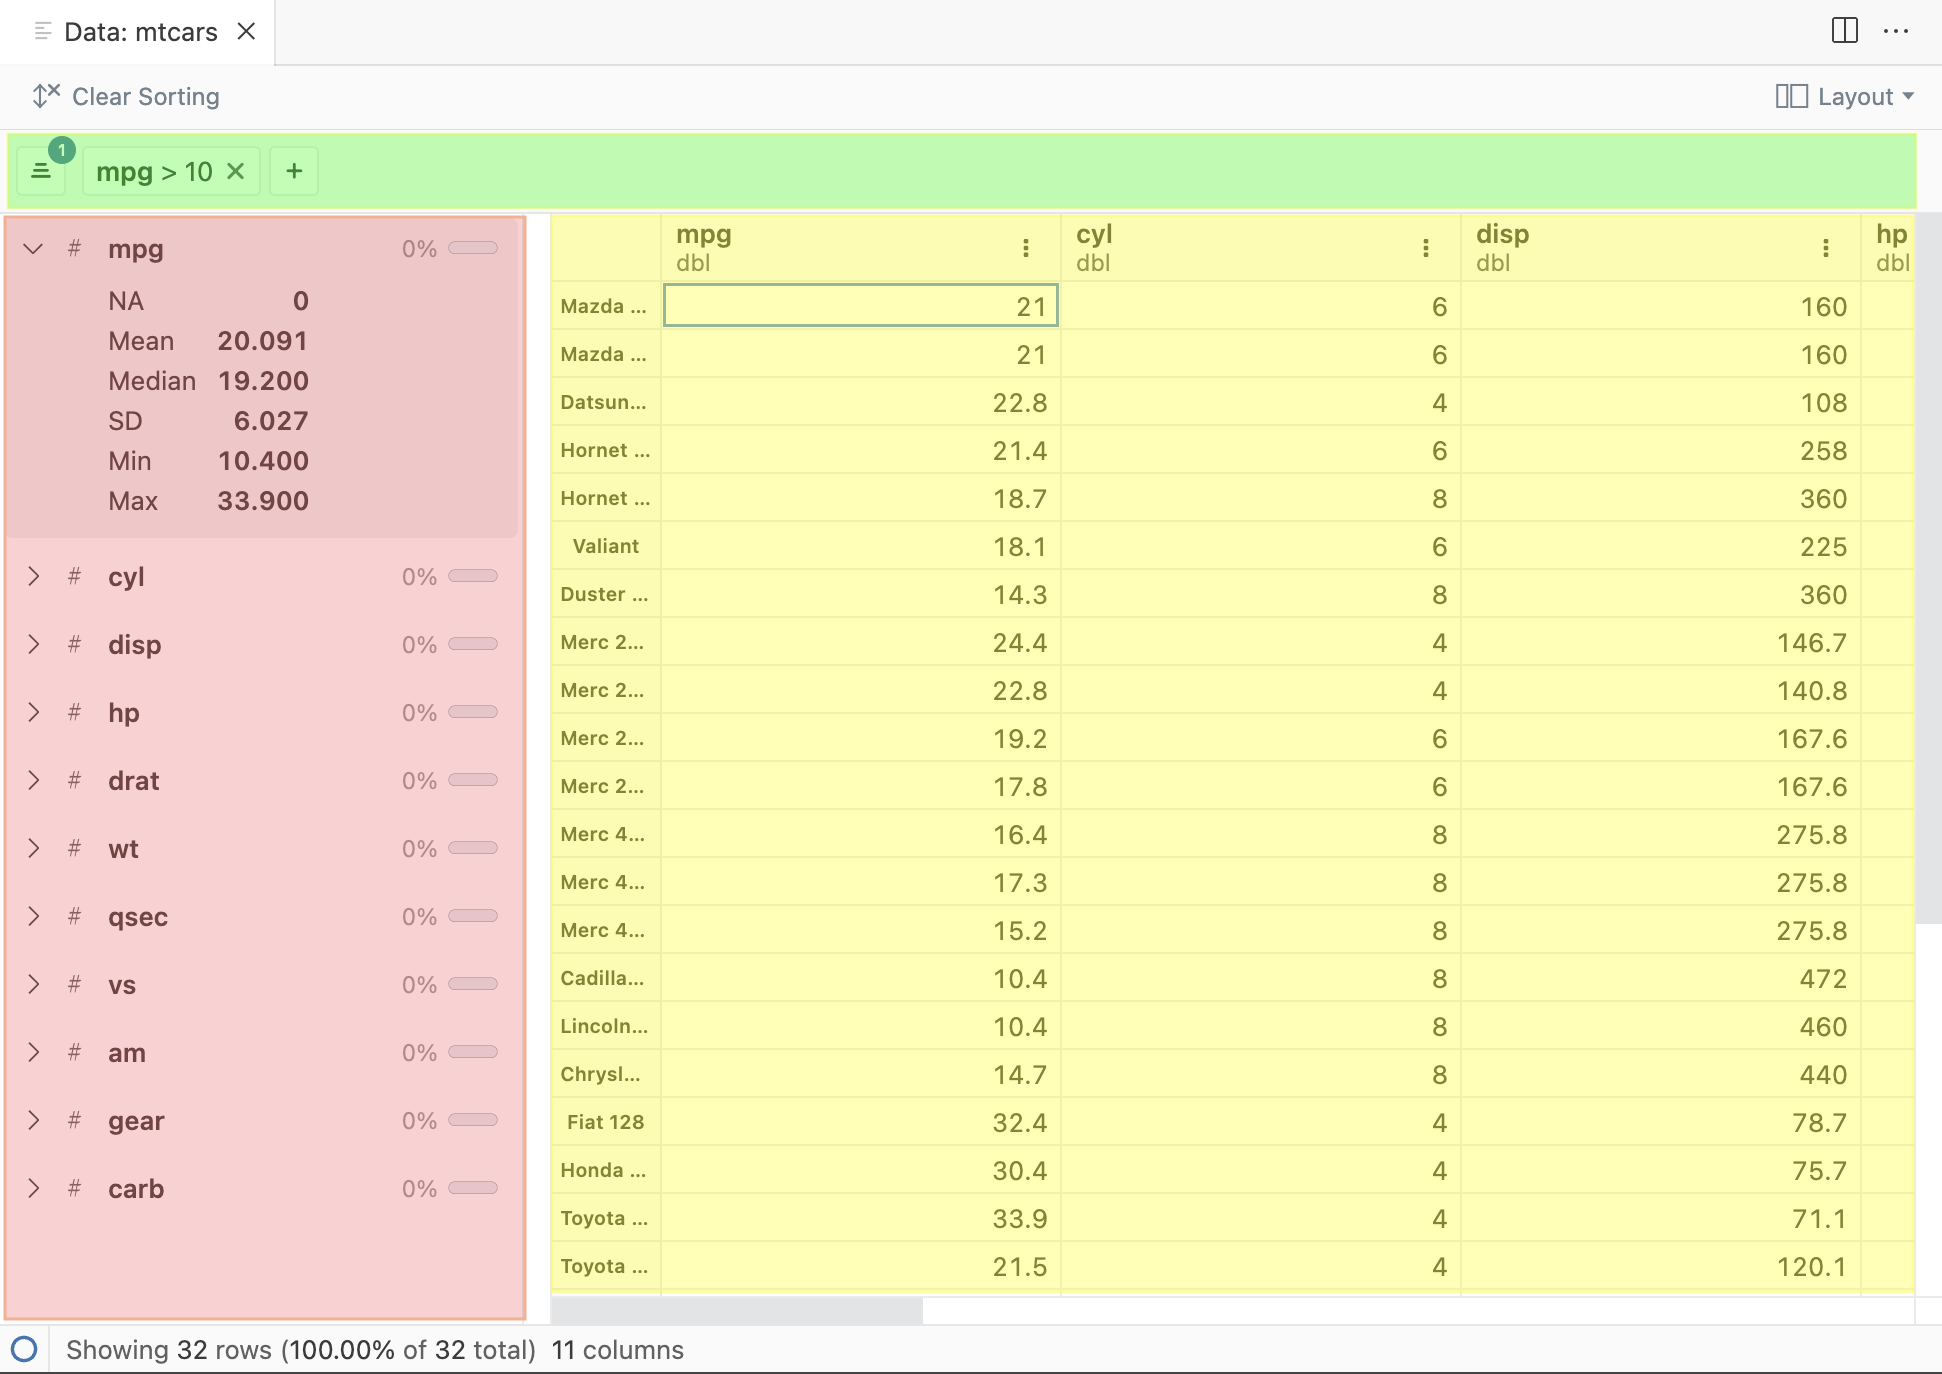 Data: mtcars
Clear Sorting
Layout
1
mpg > 10
+
# mpg 0%
NA 0
Mean 20.091
Median 19.200
SD 6.027
Min 10.400
Max 33.900
# cyl 0%
# disp 0%
# hp 0%
# drat 0%
# wt 0%
# qsec 0%
# vs 0%
# am 0%
# gear 0%
# carb 0%
mpg cyl disp hp
dbl dbl dbl dbl
Mazda ... 21 6 160
Mazda ... 21 6 160
Datsun... 22.8 4 108
Hornet ... 21.4 6 258
Hornet ... 18.7 8 360
Valiant 18.1 6 225
Duster ... 14.3 8 360
Merc 2... 24.4 4 146.7
Merc 2... 22.8 4 140.8
Merc 2... 19.2 6 167.6
Merc 2... 17.8 6 167.6
Merc 4... 16.4 8 275.8
Merc 4... 17.3 8 275.8
Merc 4... 15.2 8 275.8
Cadilla... 10.4 8 472
Lincoln... 10.4 8 460
Chrysl... 14.7 8 440
Fiat 128 32.4 4 78.7
Honda ... 30.4 4 75.7
Toyota ... 33.9 4 71.1
Toyota ... 21.5 4 120.1
Showing 32 rows (100.00% of 32 total) 11 columns